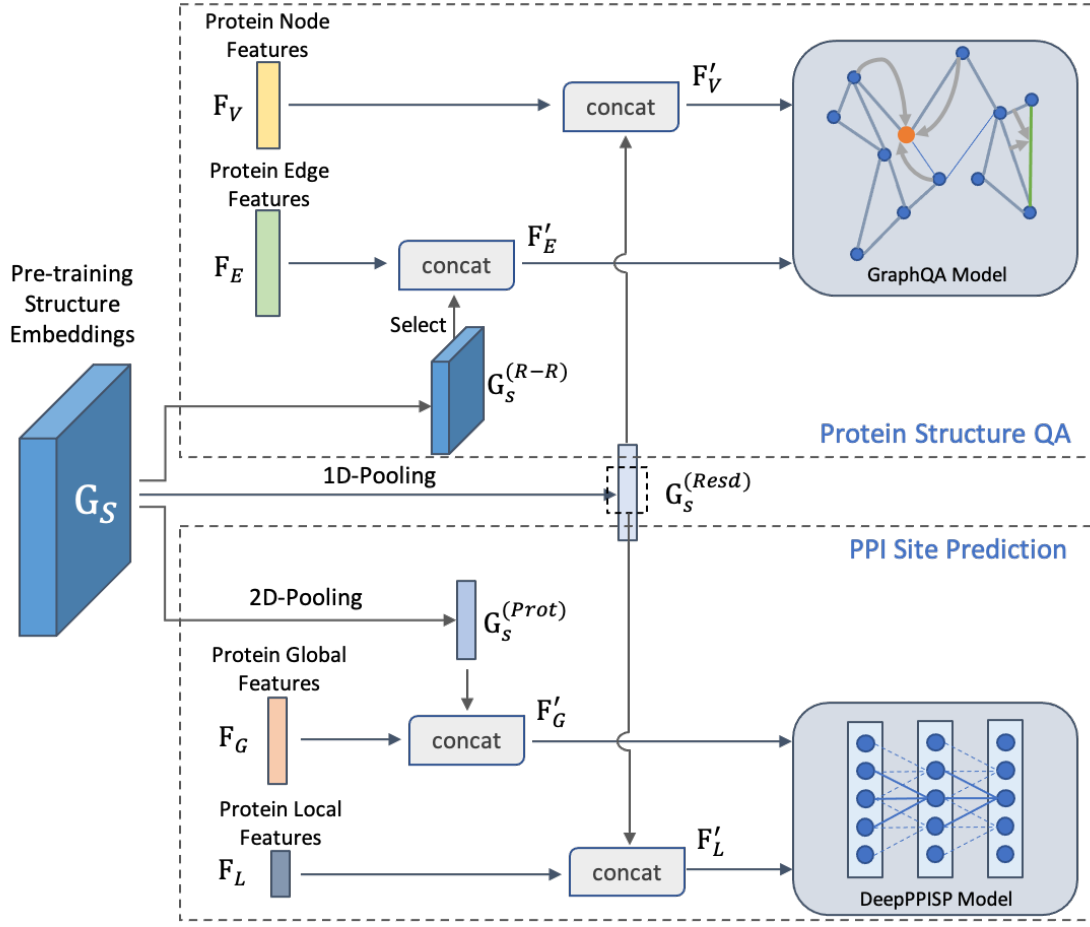 Protein Node
Features
F_V
concat
F'_V
Protein Edge
Features
F_E
concat
F'_E
GraphQA Model
Pre-training
Structure
Embeddings
Select
G_s^(R−R)
Protein Structure QA
G_S
1D-Pooling
G_s^(Resd)
PPI Site Prediction
2D-Pooling
G_s^(Prot)
Protein Global
Features
F_G
concat
F'_G
Protein Local
Features
F_L
concat
F'_L
DeepPPISP Model